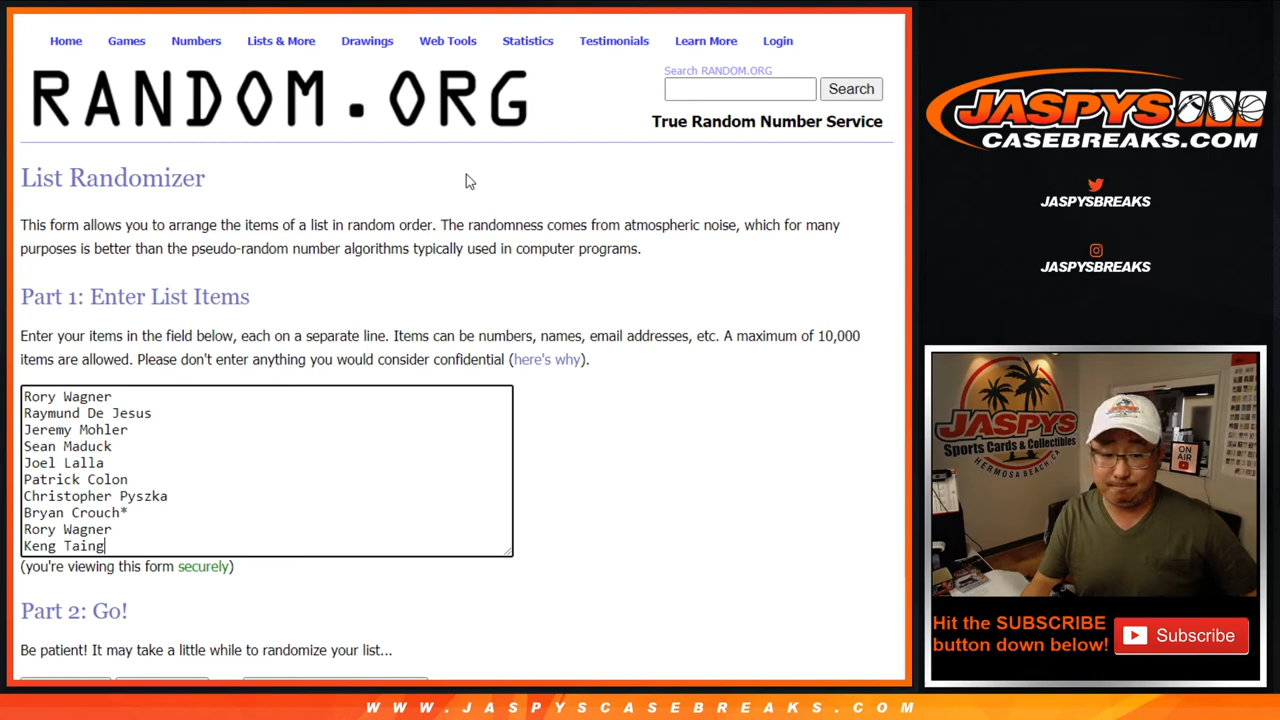 Home Games Numbers Lists & More Drawings Web Tools Statistics Testimonials Learn More Login
RANDOM.ORG
Search RANDOM.ORG
Search
True Random Number Service
List Randomizer
This form allows you to arrange the items of a list in random order. The randomness comes from atmospheric noise, which for many
purposes is better than the pseudo-random number algorithms typically used in computer programs.
Part 1: Enter List Items
Enter your items in the field below, each on a separate line. Items can be numbers, names, email addresses, etc. A maximum of 10,000
items are allowed. Please don't enter anything you would consider confidential (here's why).
Rory Wagner
Raymund De Jesus
Jeremy Mohler
Sean Maduck
Joel Lalla
Patrick Colon
Christopher Pyszka
Bryan Crouch*
Rory Wagner
Keng Taing
(you're viewing this form securely)
Part 2: Go!
Be patient! It may take a little while to randomize your list...
JASPYS
CASEBREAKS.COM
JASPYSBREAKS
JASPYSBREAKS
JASPYS
Sports Cards & Collectibles
HERMOSA BEACH, CA
ON
AIR
Hit the SUBSCRIBE
button down below!
Subscribe
WWW.JASPYSCASEBREAKS.COM